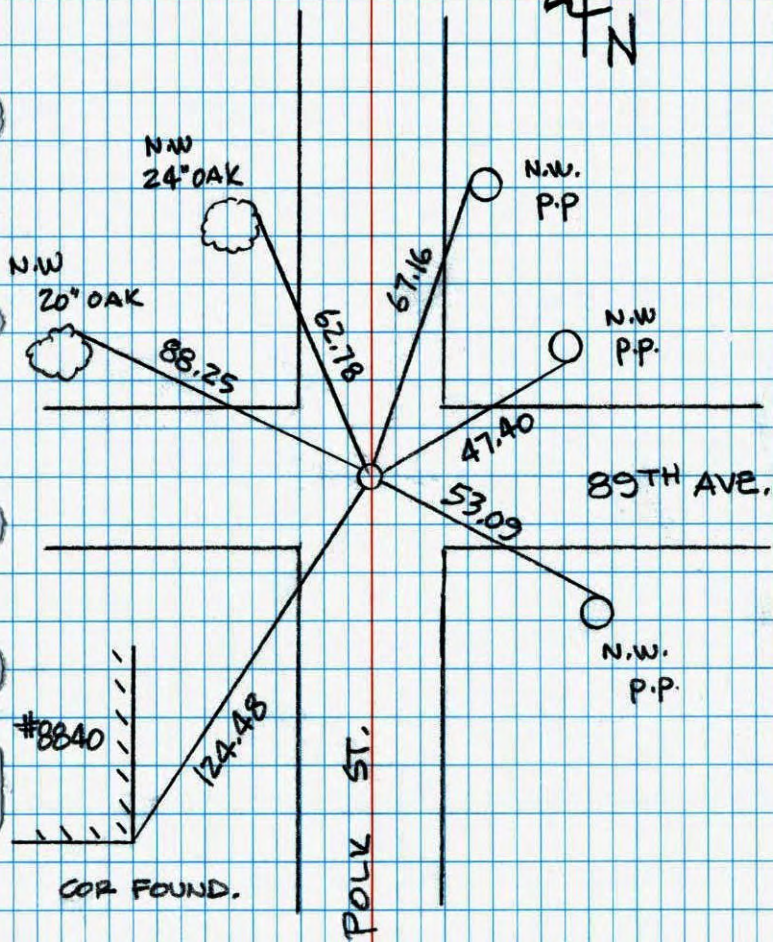 N
N.W
24" OAK
N.W.
P.P
N.W
20" OAK
N.W
P.P.
62.78
67.16
88.25
47.40
53.09
89TH AVE.
N.W.
P.P.
#8840
124.48
POLK ST.
COR FOUND.